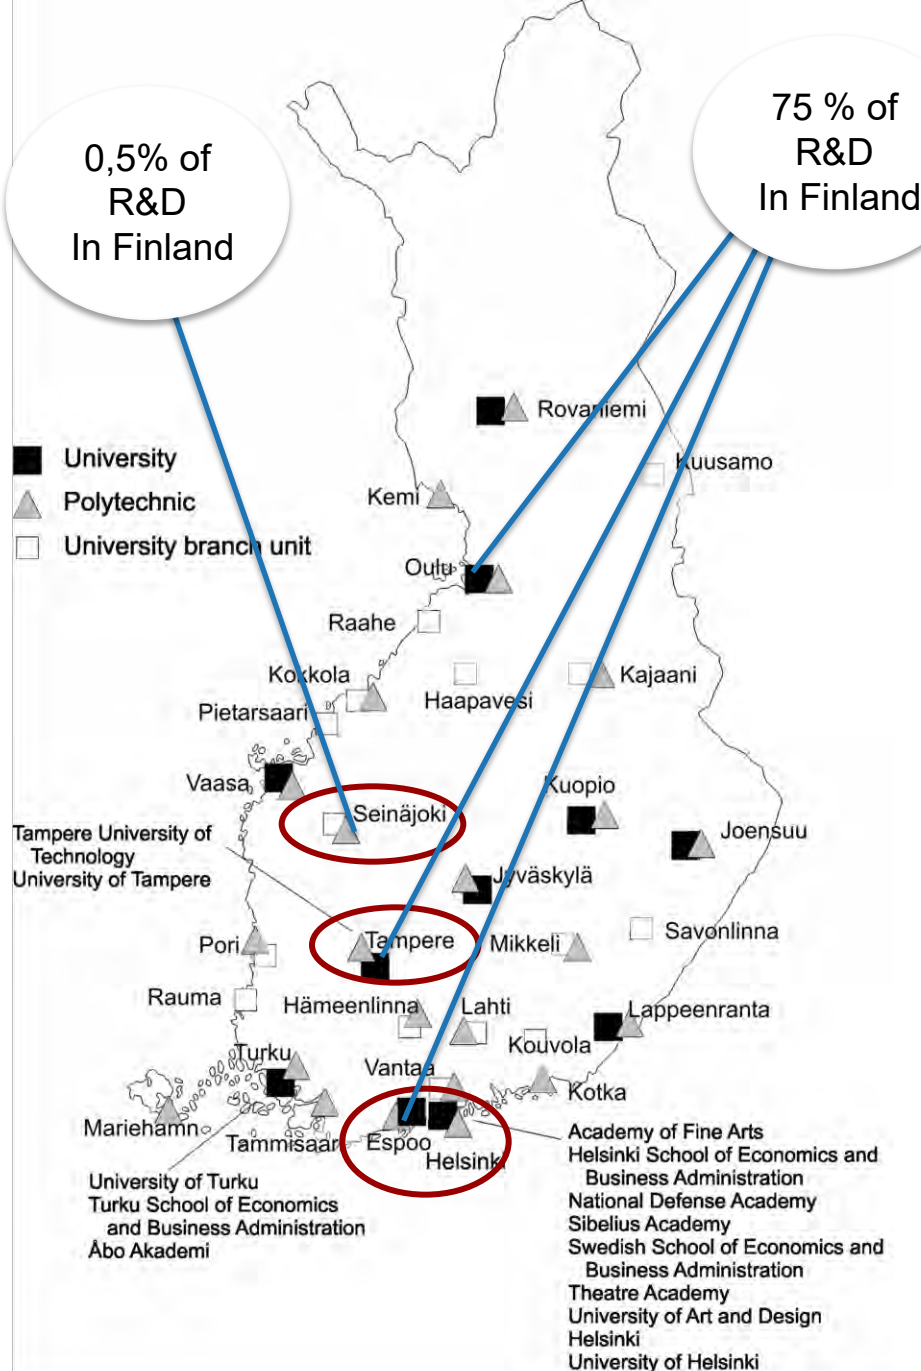 0,5% of
R&D
In Finland
75 % of
R&D
In Finland
Rovaniemi
University
Kuusamo
Polytechnic
Kemi
University branch unit
Oulu
Raahe
Kokkola
Haapavesi
Kajaani
Pietarsaari
Vaasa
Kuopio
Seinäjoki
Joensuu
Tampere University of
Technology
University of Tampere
Jyväskylä
Pori
Tampere
Mikkeli
Savonlinna
Rauma
Hämeenlinna
Lahti
Lappeenranta
Kouvola
Turku
Vantaa
Kotka
Mariehamn
Tammisaari
Espoo
Helsinki
University of Turku
Turku School of Economics
and Business Administration
Åbo Akademi
Academy of Fine Arts
Helsinki School of Economics and
Business Administration
National Defense Academy
Sibelius Academy
Swedish School of Economics and
Business Administration
Theatre Academy
University of Art and Design
Helsinki
University of Helsinki